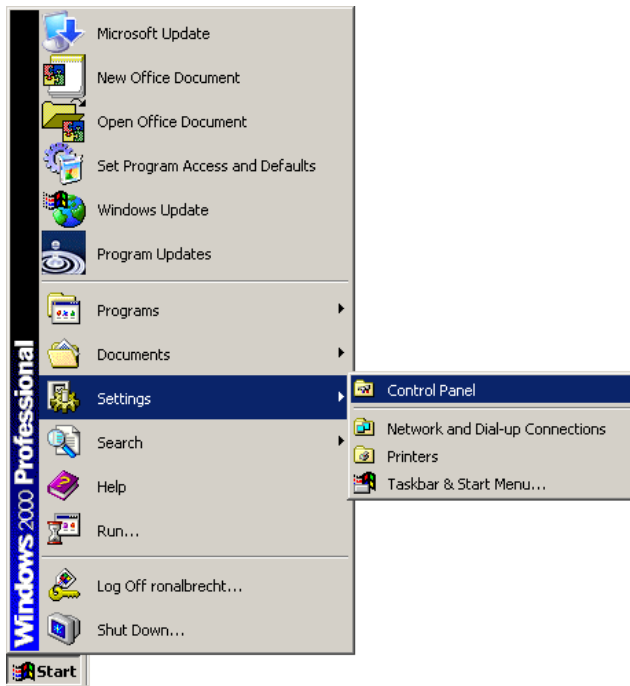 Microsoft Update
New Office Document
Open Office Document
Set Program Access and Defaults
Windows Update
Program Updates
Programs
Documents
Settings
Search
Help
Run...
Log Off ronalbrecht...
Shut Down...
Control Panel
Network and Dial-up Connections
Printers
Taskbar & Start Menu...
Windows 2000 Professional
Start